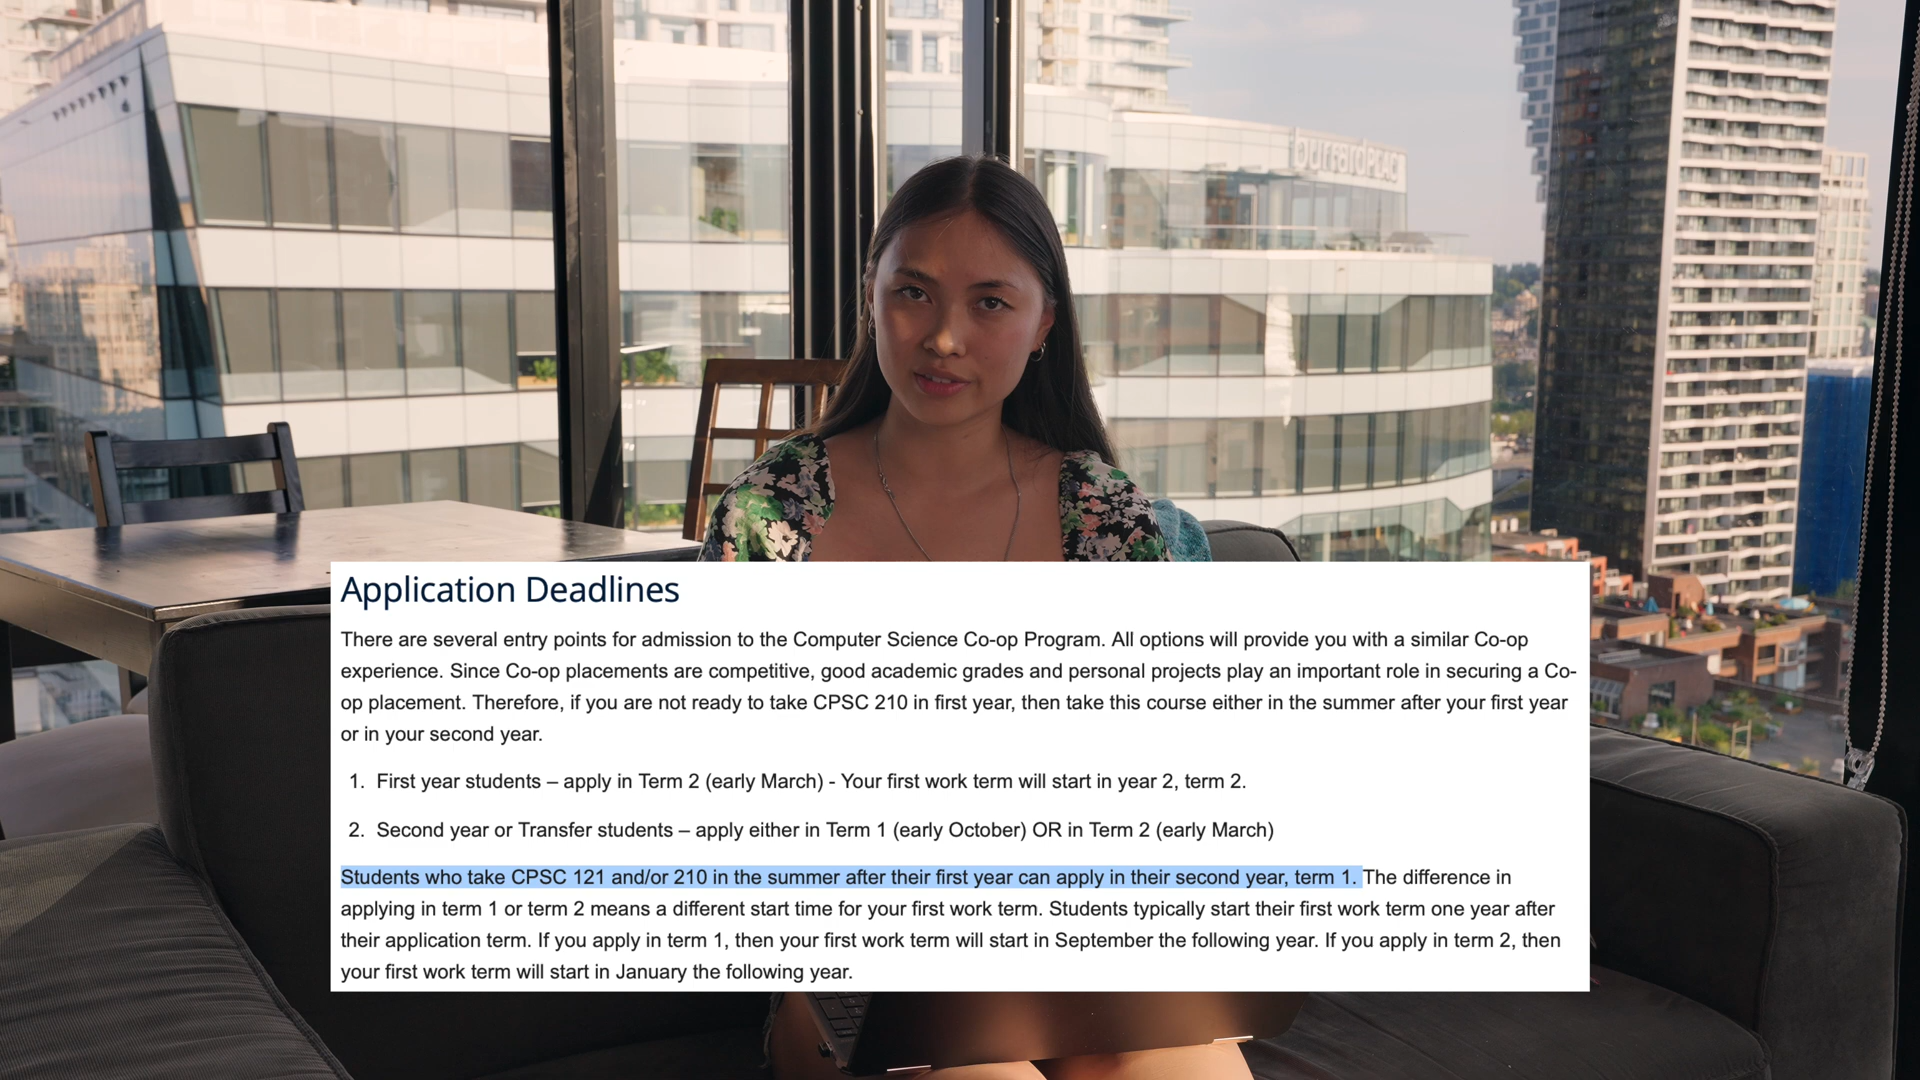 Application Deadlines
There are several entry points for admission to the Computer Science Co-op Program. All options will provide you with a similar Co-op
experience. Since Co-op placements are competitive, good academic grades and personal projects play an important role in securing a Co-
op placement. Therefore, if you are not ready to take CPSC 210 in first year, then take this course either in the summer after your first year
or in your second year.
1. First year students – apply in Term 2 (early March) - Your first work term will start in year 2, term 2.
2. Second year or Transfer students – apply either in Term 1 (early October) OR in Term 2 (early March)
Students who take CPSC 121 and/or 210 in the summer after their first year can apply in their second year, term 1. The difference in
applying in term 1 or term 2 means a different start time for your first work term. Students typically start their first work term one year after
their application term. If you apply in term 1, then your first work term will start in September the following year. If you apply in term 2, then
your first work term will start in January the following year.